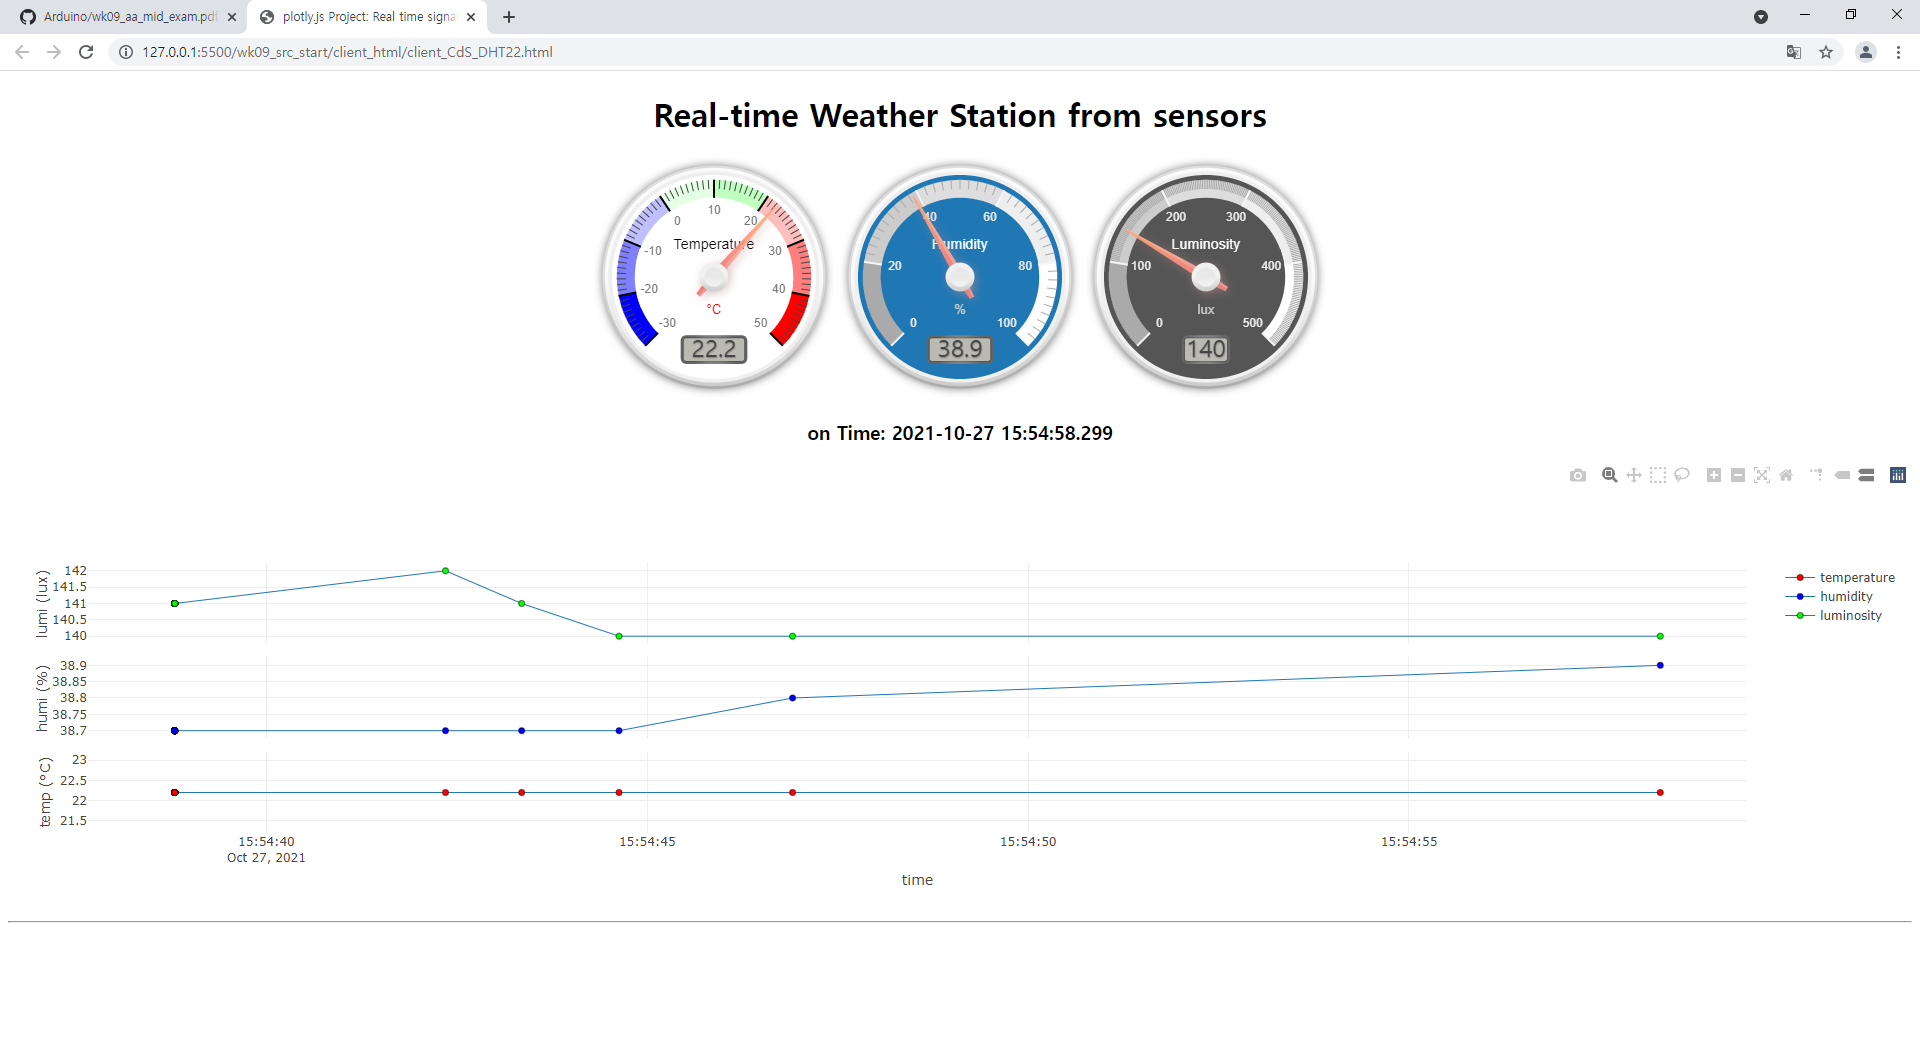 Arduino/wk09_aa_mid_exam.pdf
plotly.js Project: Real time signa
127.0.0.1:5500/wk09_src_start/client_html/client_CdS_DHT22.html
Real-time Weather Station from sensors
-30 -20 -10 0 10 20 30 40 50
Temperature
°C
22.2
0 20 40 60 80 100
Humidity
%
38.9
0 100 200 300 400 500
Luminosity
lux
140
on Time: 2021-10-27 15:54:58.299
lumi (lux)
142
141.5
141
140.5
140
humi (%)
38.9
38.85
38.8
38.75
38.7
temp (°C)
23
22.5
22
21.5
15:54:40 15:54:45 15:54:50 15:54:55
Oct 27, 2021
time
temperature
humidity
luminosity